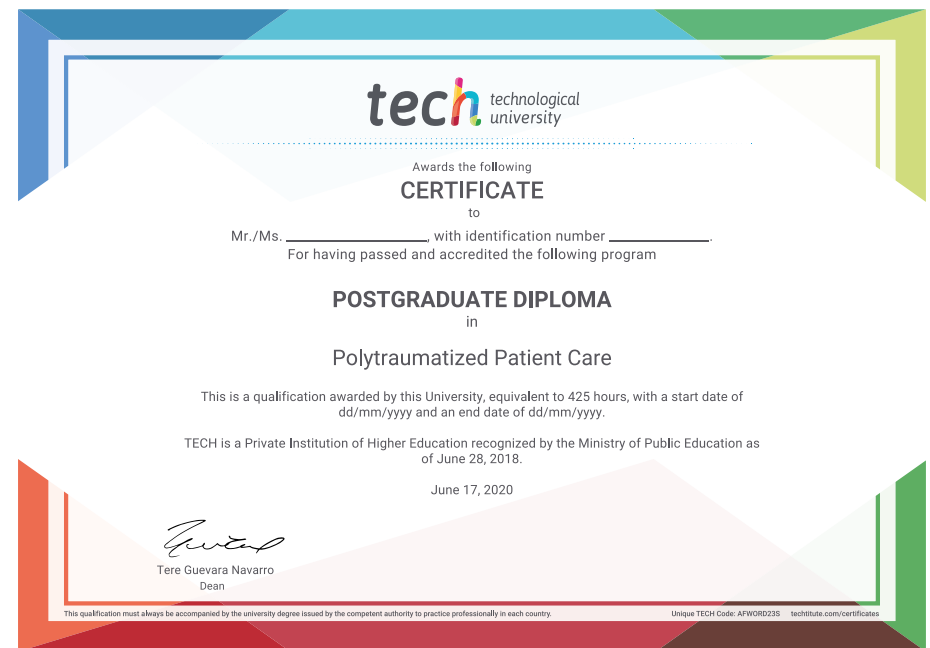 tech technological
university
Awards the following
CERTIFICATE
to
Mr./Ms. ____________________, with identification number ______________.
For having passed and accredited the following program
POSTGRADUATE DIPLOMA
in
Polytraumatized Patient Care
This is a qualification awarded by this University, equivalent to 425 hours, with a start date of
dd/mm/yyyy and an end date of dd/mm/yyyy.
TECH is a Private Institution of Higher Education recognized by the Ministry of Public Education as
of June 28, 2018.
June 17, 2020
Tere Guevara Navarro
Dean
This qualification must always be accompanied by the university degree issued by the competent authority to practice professionally in each country. Unique TECH Code: AFWORD23S techtitute.com/certificates